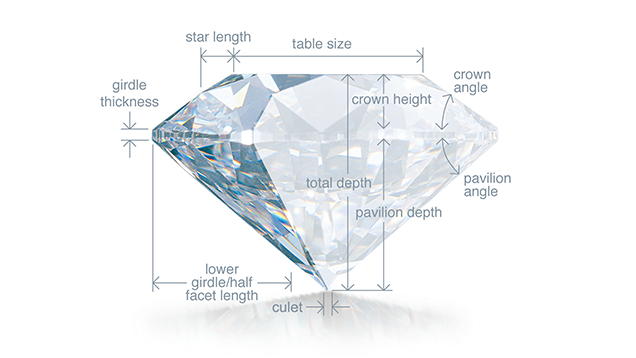 star length
table size
girdle
thickness
crown height
crown
angle
total depth
pavilion depth
pavilion
angle
lower
girdle/half
facet length
culet